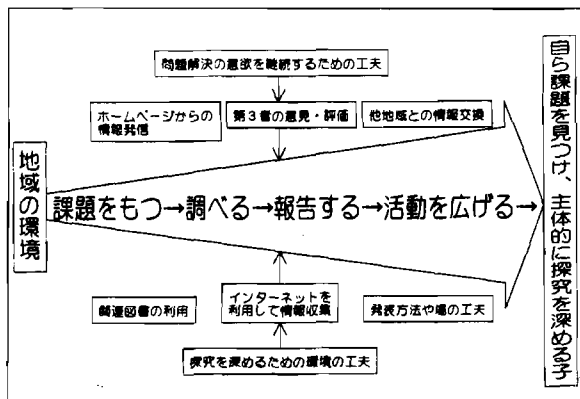 問題解決の意欲を継続するための工夫
ホームページからの
情報発信
第3者の意見・評価
他地域との情報交換
地域の環境
課題をもつ→調べる→報告する→活動を広げる→
自ら課題を見つけ、主体的に探究を深める子
関連図書の利用
インターネットを
利用して情報収集
発表方法や場の工夫
探究を深めるための環境の工夫